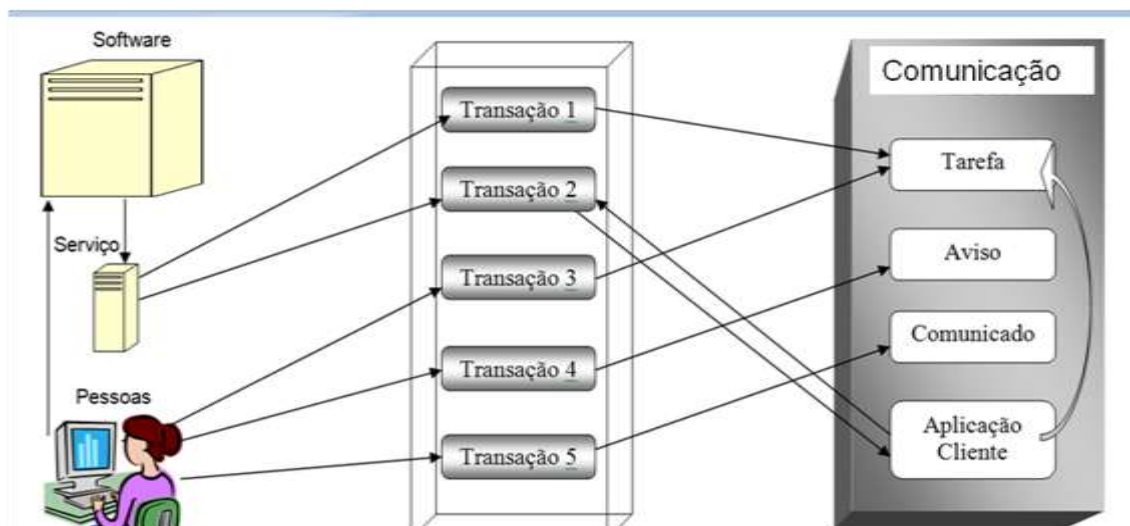 Software
Serviço
Pessoas
Transação 1
Transação 2
Transação 3
Transação 4
Transação 5
Comunicação
Tarefa
Aviso
Comunicado
Aplicação
Cliente